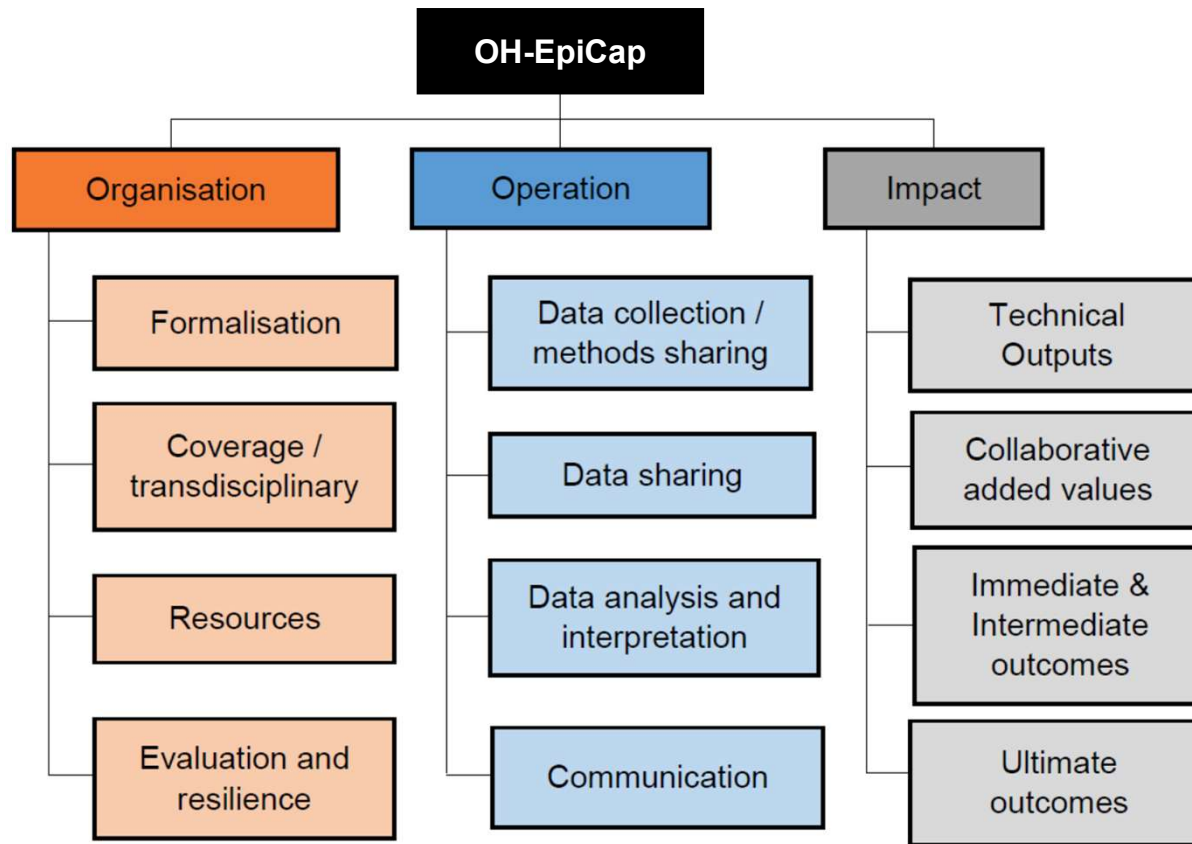 OH-EpiCap
Organisation
Operation
Impact
Formalisation
Coverage /
transdisciplinary
Resources
Evaluation and
resilience
Data collection /
methods sharing
Data sharing
Data analysis and
interpretation
Communication
Technical
Outputs
Collaborative
added values
Immediate &
Intermediate
outcomes
Ultimate
outcomes